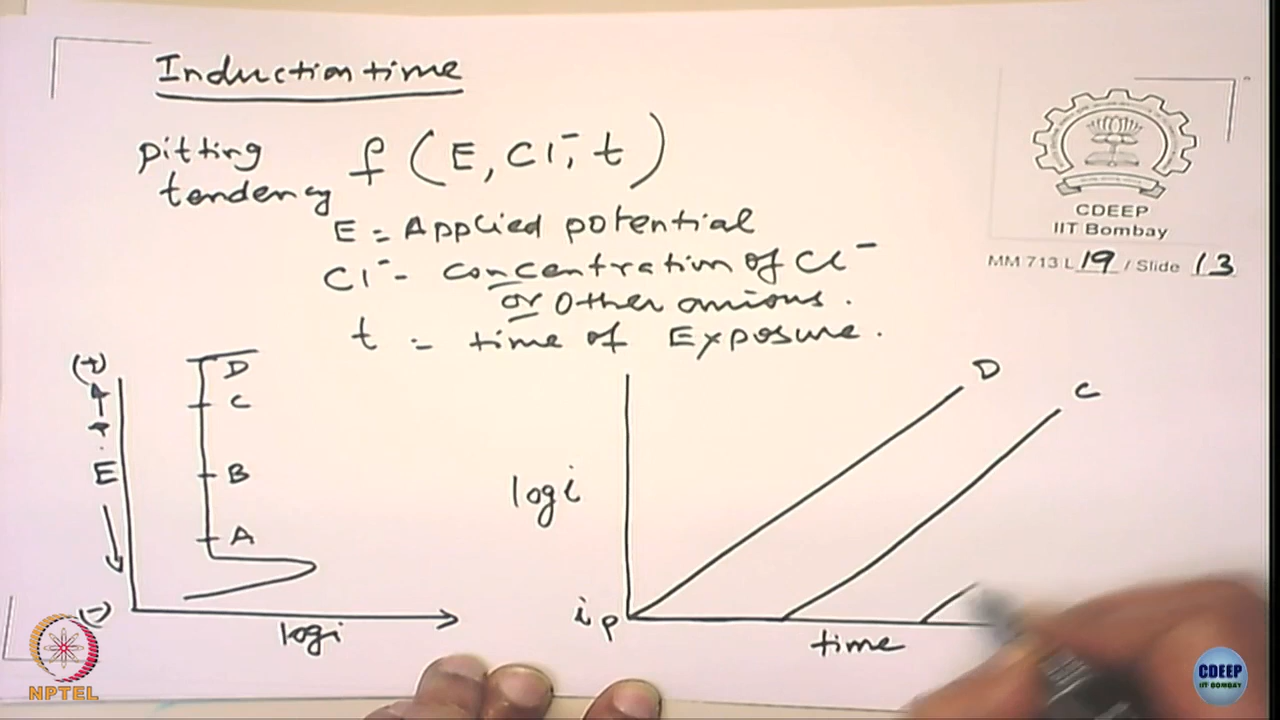 Induction time
pitting tendency f (E, Cl⁻, t)
E = Applied potential
Cl⁻ - concentration of Cl⁻
or Other anions.
t = time of Exposure.
CDEEP
IIT Bombay
MM 713 L 19 / Slide 13
(+)
E
(-)
D
C
B
A
log i
log i
i p
D
C
time
NPTEL
CDEEP
IIT BOMBAY